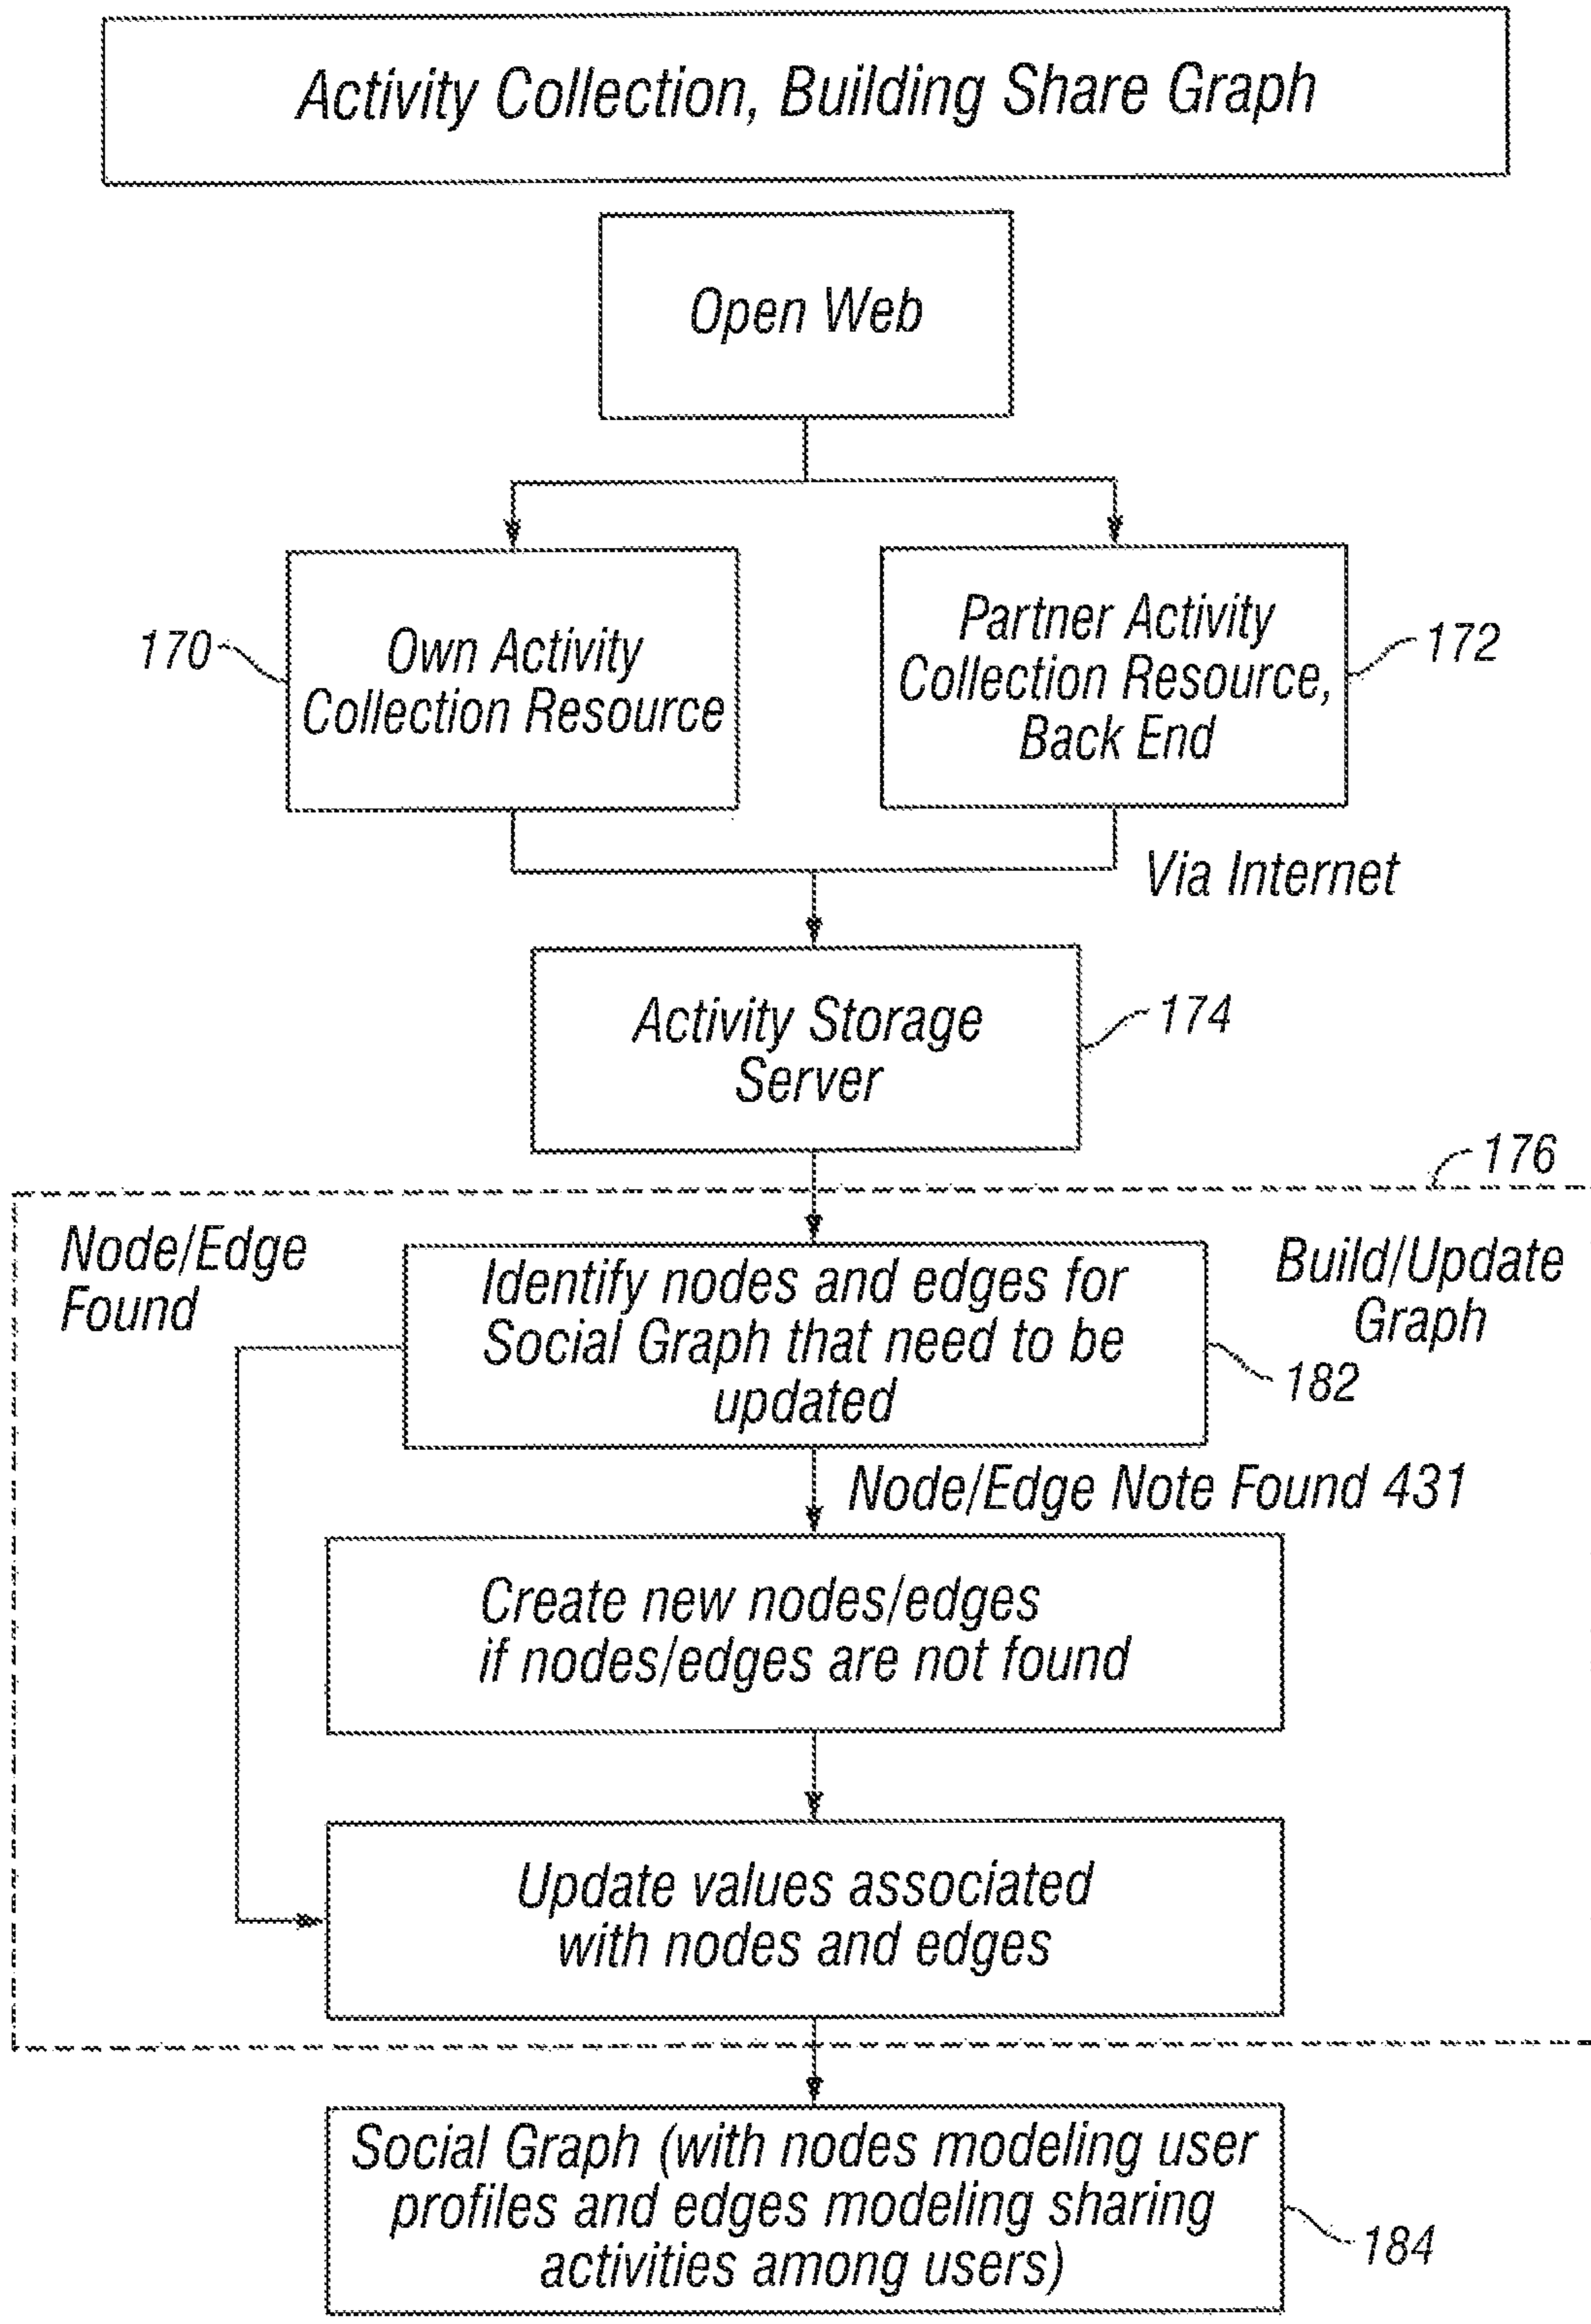 Activity Collection, Building Share Graph
Open Web
170
Own Activity
Collection Resource
Partner Activity
Collection Resource,
Back End
172
Via Internet
Activity Storage
Server
174
176
Node/Edge
Found
Identify nodes and edges for
Social Graph that need to be
updated
Build/Update
Graph
182
Node/Edge Note Found 431
Create new nodes/edges
if nodes/edges are not found
Update values associated
with nodes and edges
Social Graph (with nodes modeling user
profiles and edges modeling sharing
activities among users)
184